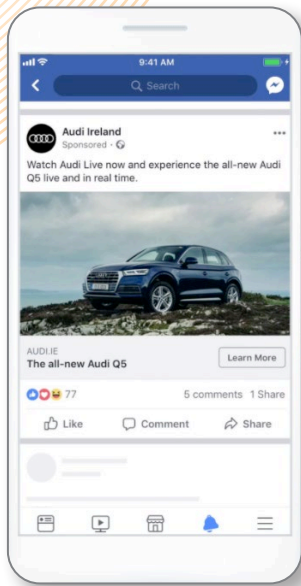 9:41 AM
Search
Audi Ireland
Sponsored ·
Watch Audi Live now and experience the all-new Audi
Q5 live and in real time.
AUDI.IE
The all-new Audi Q5
Learn More
77
5 comments 1 Share
Like Comment Share